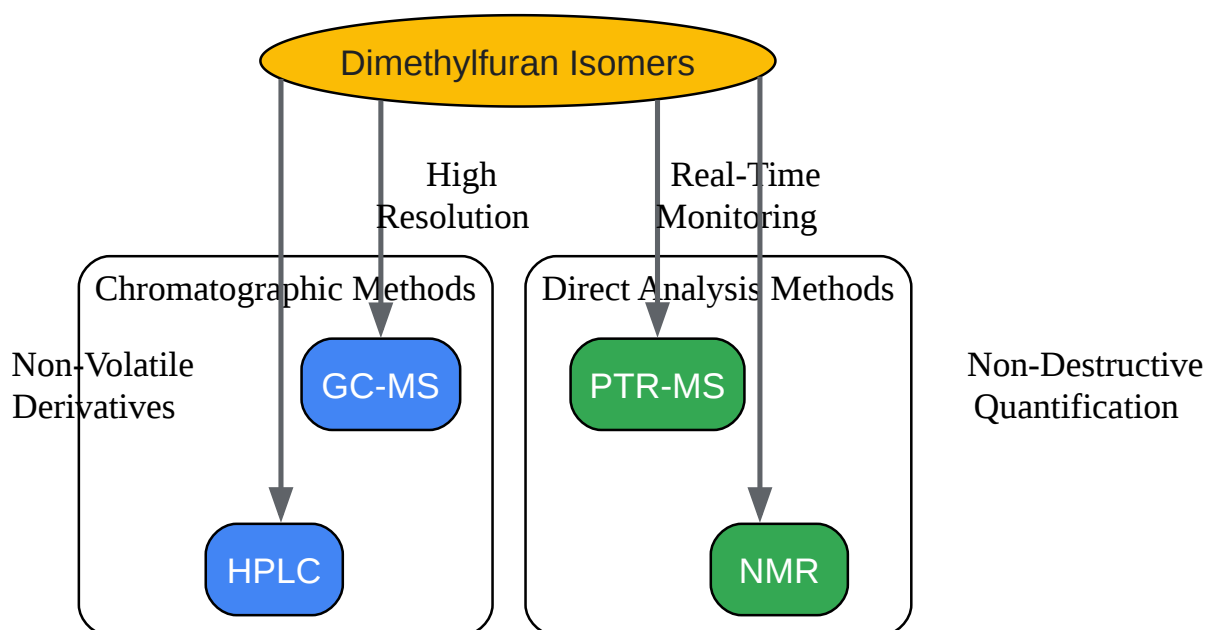 Dimethylfuran Isomers
High
Resolution
Real-Time
Monitoring
Chromatographic Methods
Direct Analysis Methods
Non-Volatile
Derivatives
GC-MS
PTR-MS
Non-Destructive
Quantification
HPLC
NMR